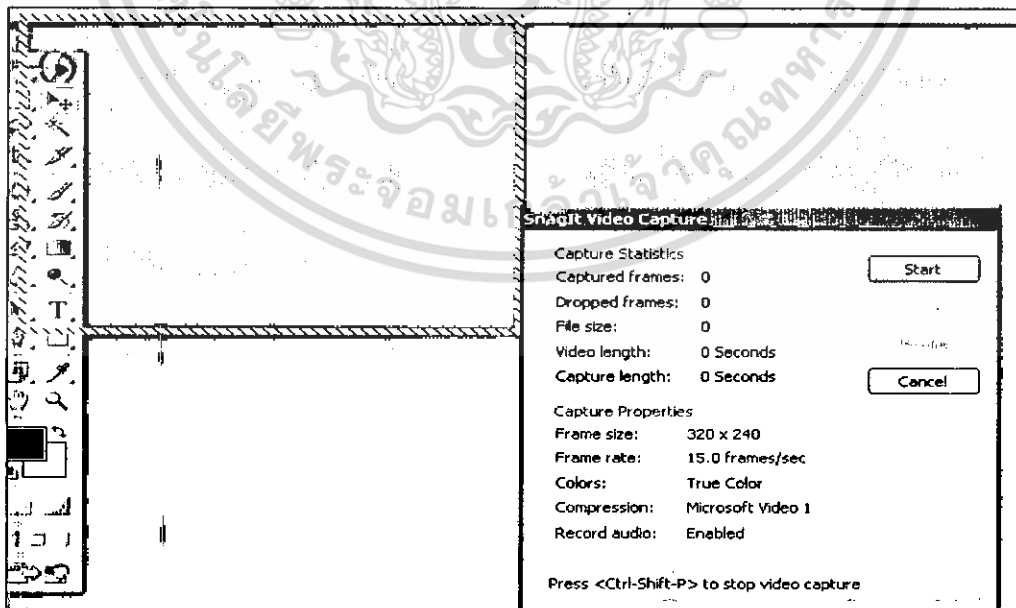 SnagIt Video Capture
Capture Statistics
Captured frames: 0
Dropped frames: 0
File size: 0
Video length: 0 Seconds
Capture length: 0 Seconds
Start
Cancel
Capture Properties
Frame size: 320 x 240
Frame rate: 15.0 frames/sec
Colors: True Color
Compression: Microsoft Video 1
Record audio: Enabled
Press <Ctrl-Shift-P> to stop video capture
T